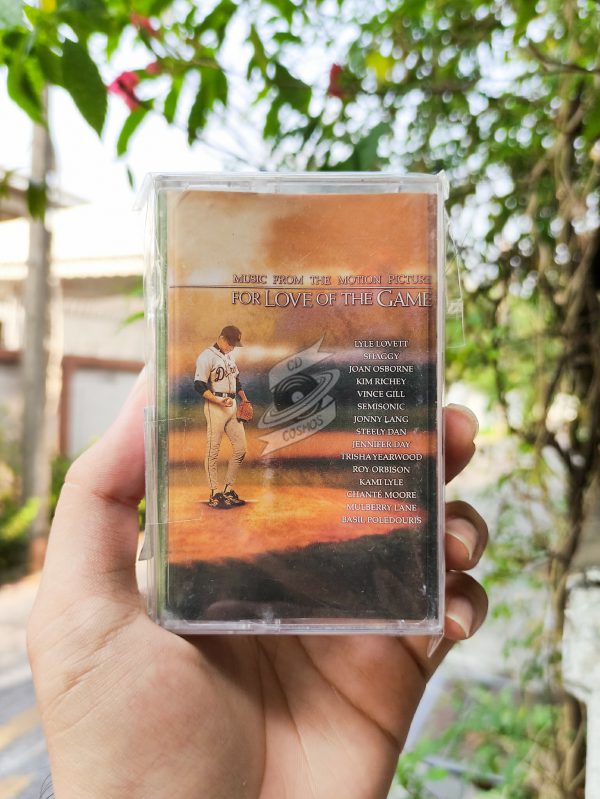 MUSIC FROM THE MOTION PICTURE
FOR LOVE OF THE GAME
LYLE LOVETT
SHAGGY
JOAN OSBORNE
KIM RICHEY
VINCE GILL
SEMISONIC
JONNY LANG
STEELY DAN
JENNIFER DAY
TRISHA YEARWOOD
ROY ORBISON
KAMI LYLE
CHANTÉ MOORE
MULBERRY LANE
BASIL POLEDOURIS
CD
COSMOS